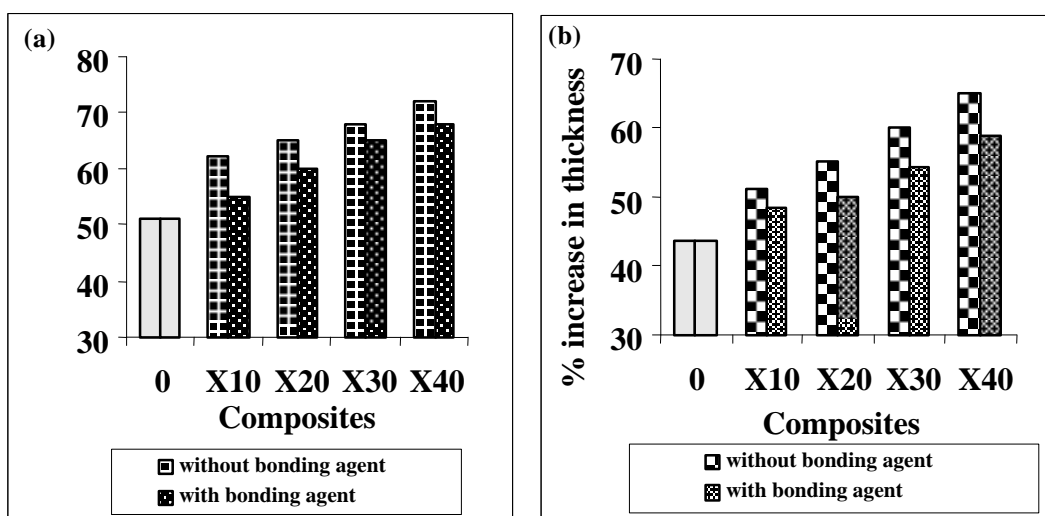 (a)
80
70
60
50
40
30
0 X10 X20 X30 X40
Composites
without bonding agent
with bonding agent
(b)
% increase in thickness
70
60
50
40
30
0 X10 X20 X30 X40
Composites
without bonding agent
with bonding agent